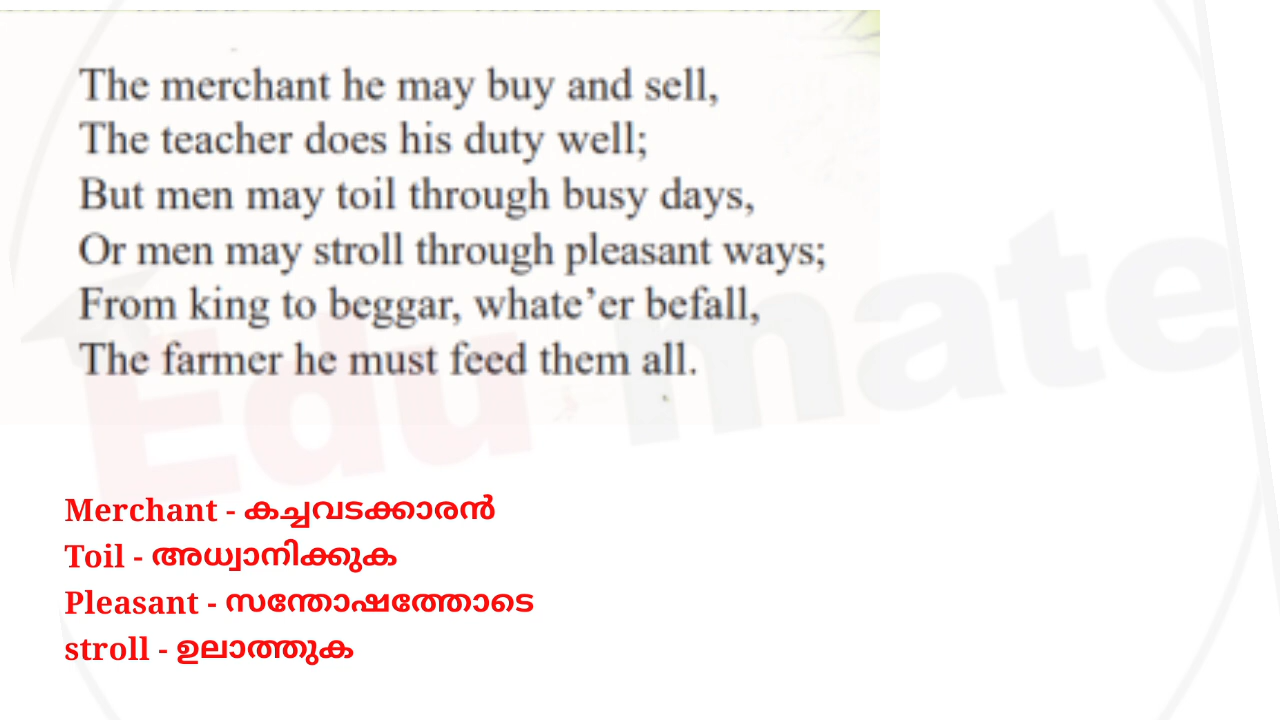 The merchant he may buy and sell,
The teacher does his duty well;
But men may toil through busy days,
Or men may stroll through pleasant ways;
From king to beggar, whate’er befall,
The farmer he must feed them all.
Edu mate
Merchant - കച്ചവടക്കാരൻ
Toil - അധ്വാനിക്കുക
Pleasant - സന്തോഷത്തോടെ
stroll - ഉലാത്തുക